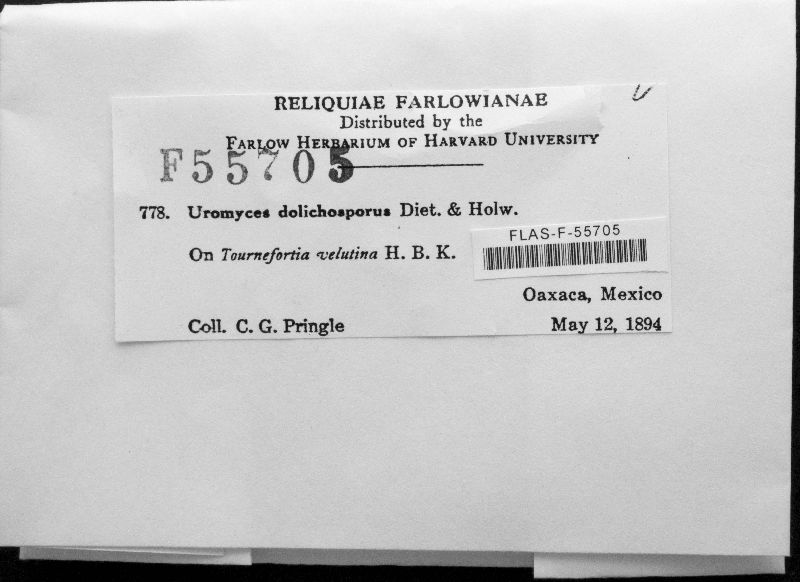 RELIQUIAE FARLOWIANAE
Distributed by the
FARLOW HERBARIUM OF HARVARD UNIVERSITY
F55705
778. Uromyces dolichosporus Diet. & Holw.
On Tournefortia velutina H. B. K.
FLAS-F-55705
Oaxaca, Mexico
Coll. C. G. Pringle May 12, 1894